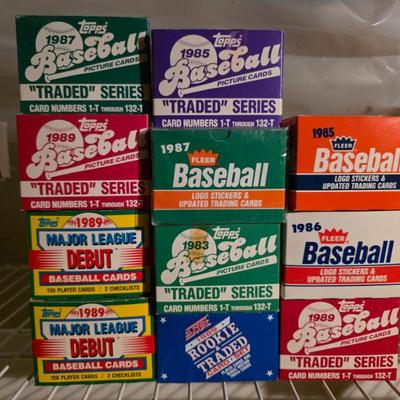 Topps
1987
Baseball
PICTURE CARDS
"TRADED" SERIES
CARD NUMBERS 1-T THROUGH 132-T
Topps
1989
Baseball
PICTURE CARDS
"TRADED" SERIES
CARD NUMBERS 1-T THROUGH 132-T
Topps
1989
MAJOR LEAGUE
DEBUT
BASEBALL CARDS
150 PLAYER CARDS / 2 CHECKLISTS
Topps
1989
MAJOR LEAGUE
DEBUT
BASEBALL CARDS
150 PLAYER CARDS / 2 CHECKLISTS
Topps
1985
Baseball
PICTURE CARDS
"TRADED" SERIES
CARD NUMBERS 1-T THROUGH 132-T
1987
FLEER
Baseball
LOGO STICKERS &
UPDATED TRADING CARDS
Topps
1983
Baseball
PICTURE CARDS
"TRADED" SERIES
CARD NUMBERS 1-T THROUGH 132-T
SCORE
ROOKIE
& TRADED
1985
FLEER
Baseball
LOGO STICKERS &
UPDATED TRADING CARDS
1986
FLEER
Baseball
LOGO STICKERS &
UPDATED TRADING CARDS
Topps
1989
Baseball
PICTURE CARDS
"TRADED" SERIES
CARD NUMBERS 1-T THROUGH 132-T